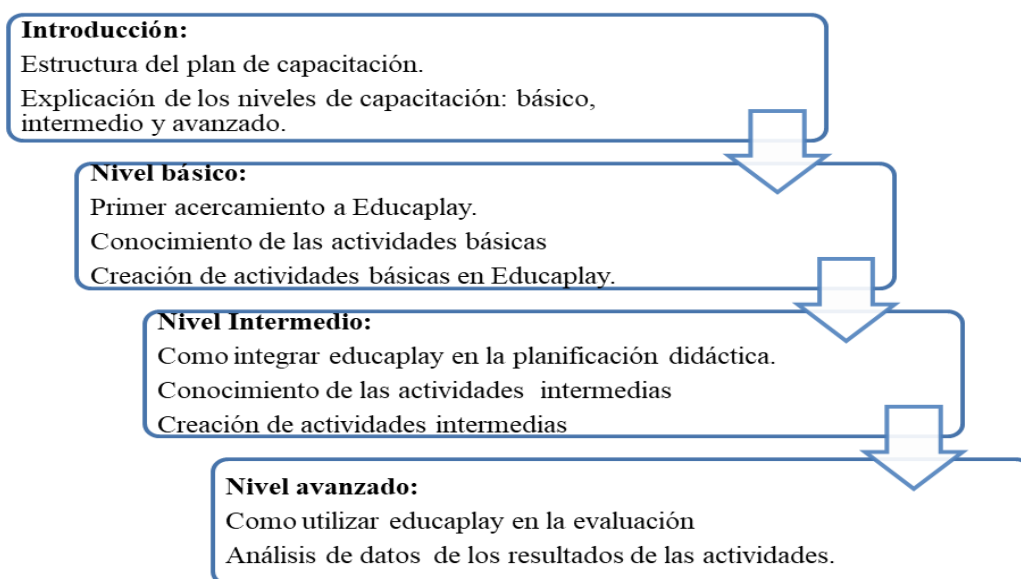 Introducción:
Estructura del plan de capacitación.
Explicación de los niveles de capacitación: básico,
intermedio y avanzado.
Nivel básico:
Primer acercamiento a Educaplay.
Conocimiento de las actividades básicas
Creación de actividades básicas en Educaplay.
Nivel Intermedio:
Como integrar educaplay en la planificación didáctica.
Conocimiento de las actividades intermedias
Creación de actividades intermedias
Nivel avanzado:
Como utilizar educaplay en la evaluación
Análisis de datos de los resultados de las actividades.